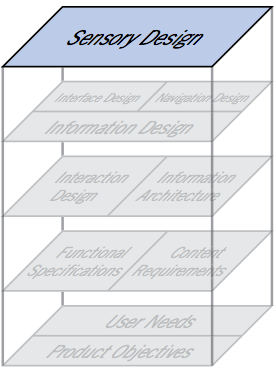 Sensory Design
Interface Design
Navigation Design
Information Design
Interaction
Design
Information
Architecture
Functional
Specifications
Content
Requirements
User Needs
Product Objectives